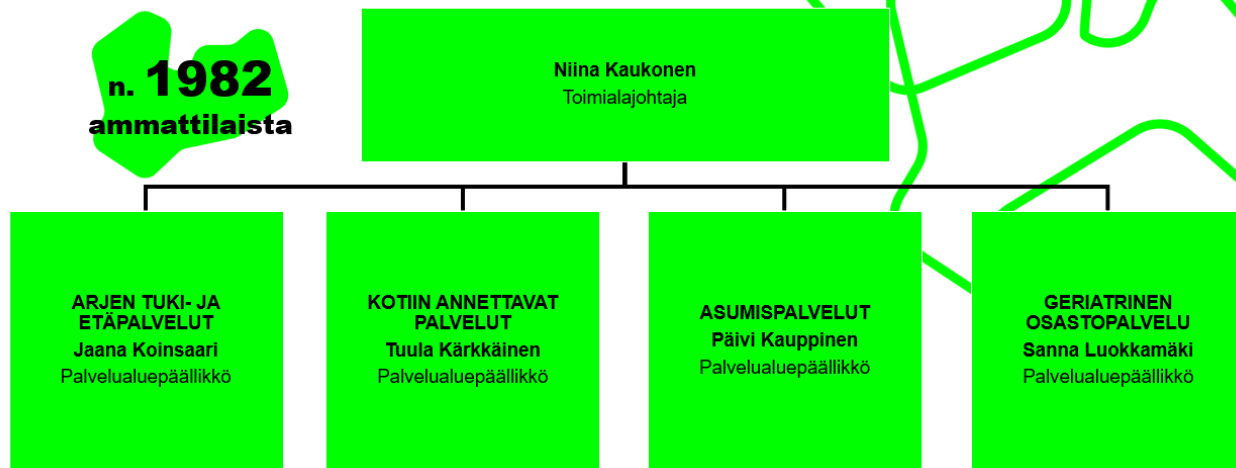 n. 1982
ammattilaista
Niina Kaukonen
Toimialajohtaja
ARJEN TUKI- JA
ETÄPALVELUT
Jaana Koinsaari
Palvelualuepäällikkö
KOTIIN ANNETTAVAT
PALVELUT
Tuula Kärkkäinen
Palvelualuepäällikkö
ASUMISPALVELUT
Päivi Kauppinen
Palvelualuepäällikkö
GERIATRINEN
OSASTOPALVELU
Sanna Luokkamäki
Palvelualuepäällikkö